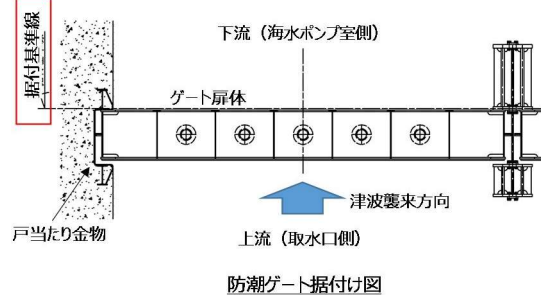 下流（海水ポンプ室側）
据付基準線
ゲート扉体
津波襲来方向
戸当たり金物
上流（取水口側）
防潮ゲート据付け図